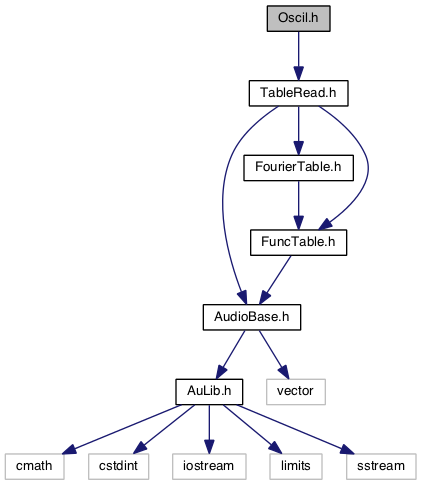 Oscil.h
TableRead.h
FourierTable.h
FuncTable.h
AudioBase.h
AuLib.h
vector
cmath
cstdint
iostream
limits
sstream